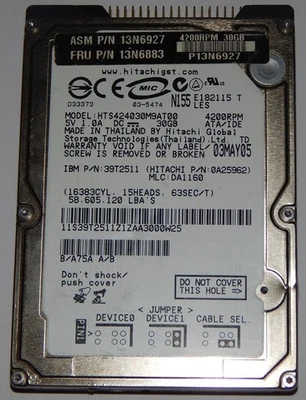 ASM P/N 13N6927 4200RPM 30GB
FRU P/N 13N6883 P13N6927
www.hitachigst.com
D33373 MIC 03-5474 N155 E182115 T
LES
MODEL:HTS424030M9AT00 4200RPM
5V 1.0A DC 30GB ATA/IDE
MADE IN THAILAND BY Hitachi Global
Storage Technologies(Thailand).Ltd TD
WARRANTY VOID IF ANY LABEL/ 03MAY05
SCREW IS REMOVED OR BREAK
IBM P/N:39T2511 (HITACHI P/N:0A25962)
MLC:DA1160
(16383CYL. 15HEADS. 63SEC/T)
58.605.120 LBA'S
11S39T2511Z1ZAA3000W25
B/A75A A/B
Don't shock/
push cover
DO NOT COVER
THIS HOLE
< JUMPER >
DEVICE0 DEVICE1 CABLE SEL.
PIN1